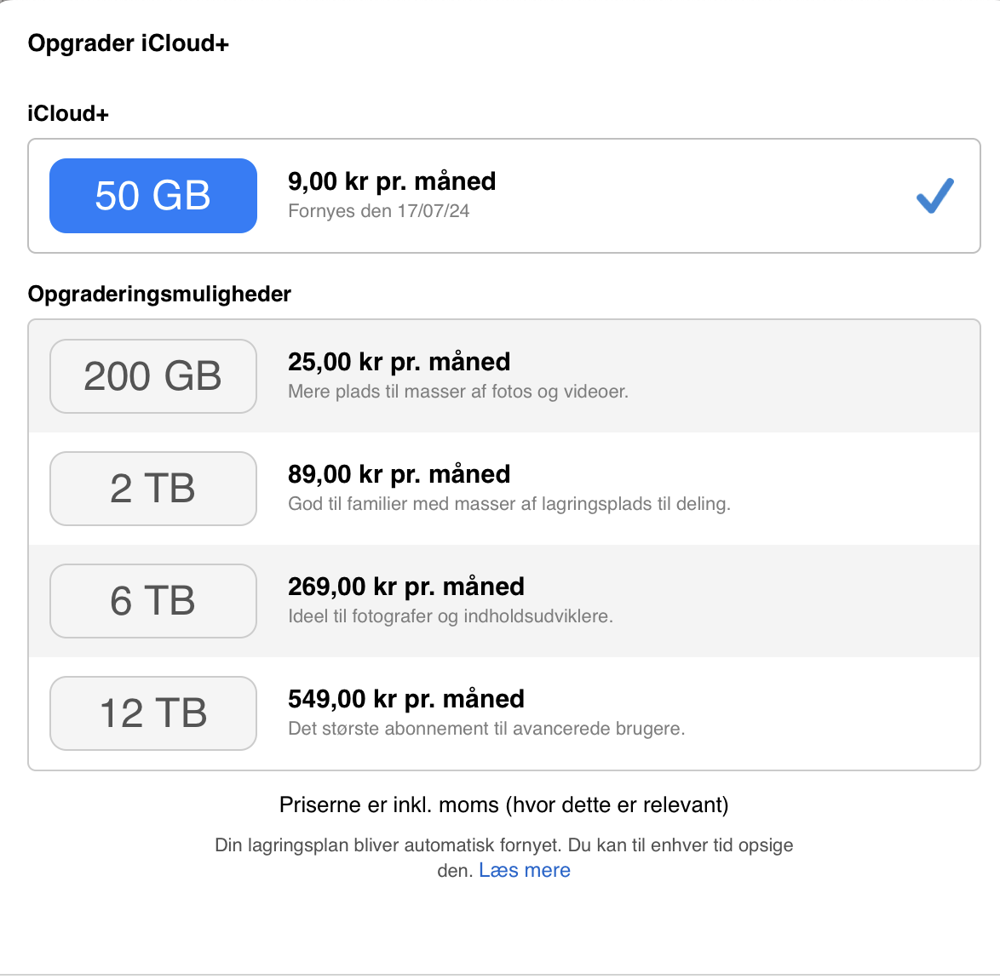 Opgrader iCloud+
iCloud+
50 GB
9,00 kr pr. måned
Fornyes den 17/07/24
Opgraderingsmuligheder
200 GB
25,00 kr pr. måned
Mere plads til masser af fotos og videoer.
2 TB
89,00 kr pr. måned
God til familier med masser af lagringsplads til deling.
6 TB
269,00 kr pr. måned
Ideel til fotografer og indholdsudviklere.
12 TB
549,00 kr pr. måned
Det største abonnement til avancerede brugere.
Priserne er inkl. moms (hvor dette er relevant)
Din lagringsplan bliver automatisk fornyet. Du kan til enhver tid opsige
den. Læs mere